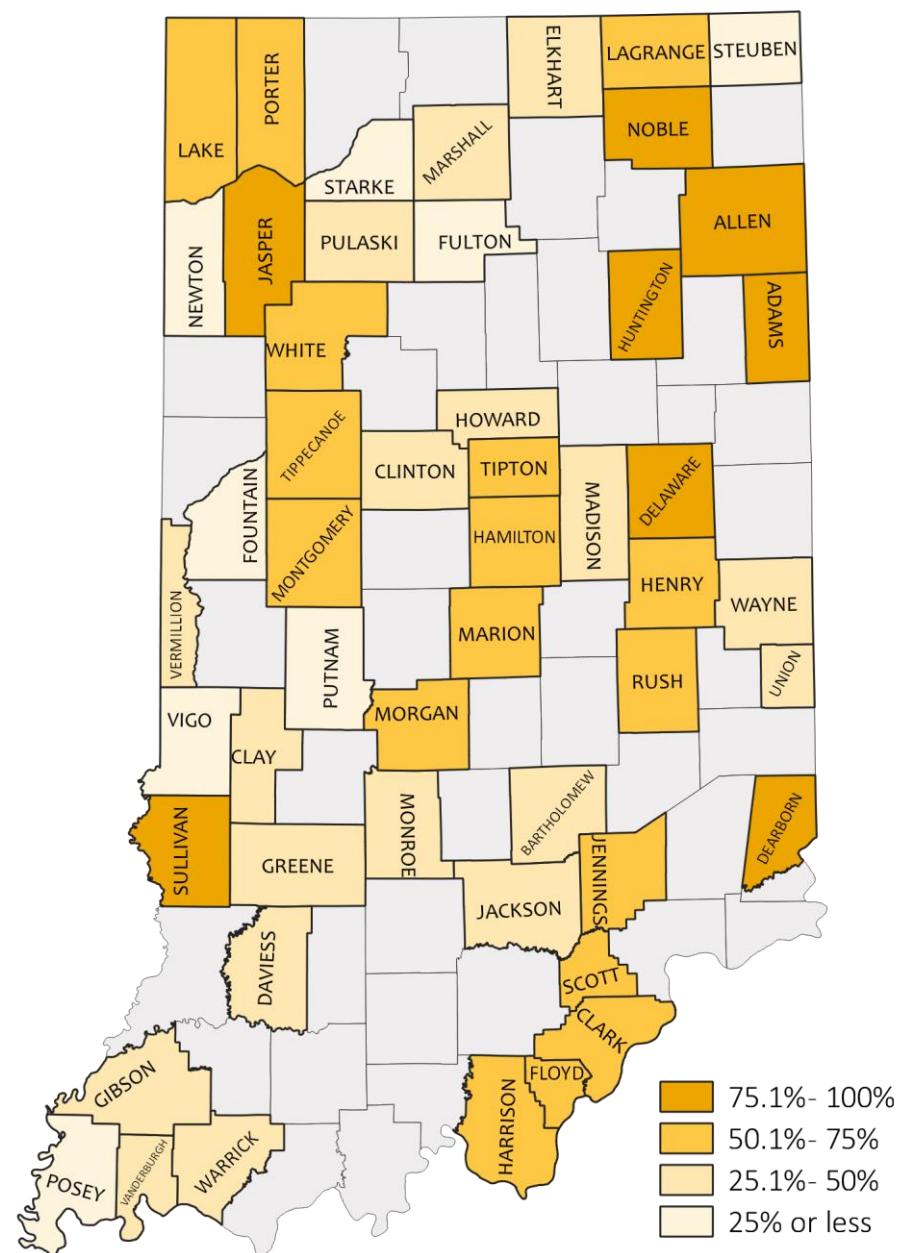 PORTER
ELKHART
LAGRANGE
STEUBEN
LAKE
NOBLE
MARSHALL
STARKE
ALLEN
NEWTON
JASPER
PULASKI
FULTON
HUNTINGTON
ADAMS
WHITE
TIPPECANOE
HOWARD
CLINTON
TIPTON
DELAWARE
FOUNTAIN
MONTGOMERY
HAMILTON
MADISON
HENRY
WAYNE
VERMILLION
PUTNAM
MARION
RUSH
UNION
VIGO
MORGAN
CLAY
SULLIVAN
MONROE
BARTHOLOMEW
DEARBORN
GREENE
JENNINGS
JACKSON
DAVIESS
SCOTT
CLARK
FLOYD
GIBSON
HARRISON
POSEY
VANDERBURGH
WARRICK
75.1%- 100%
50.1%- 75%
25.1%- 50%
25% or less